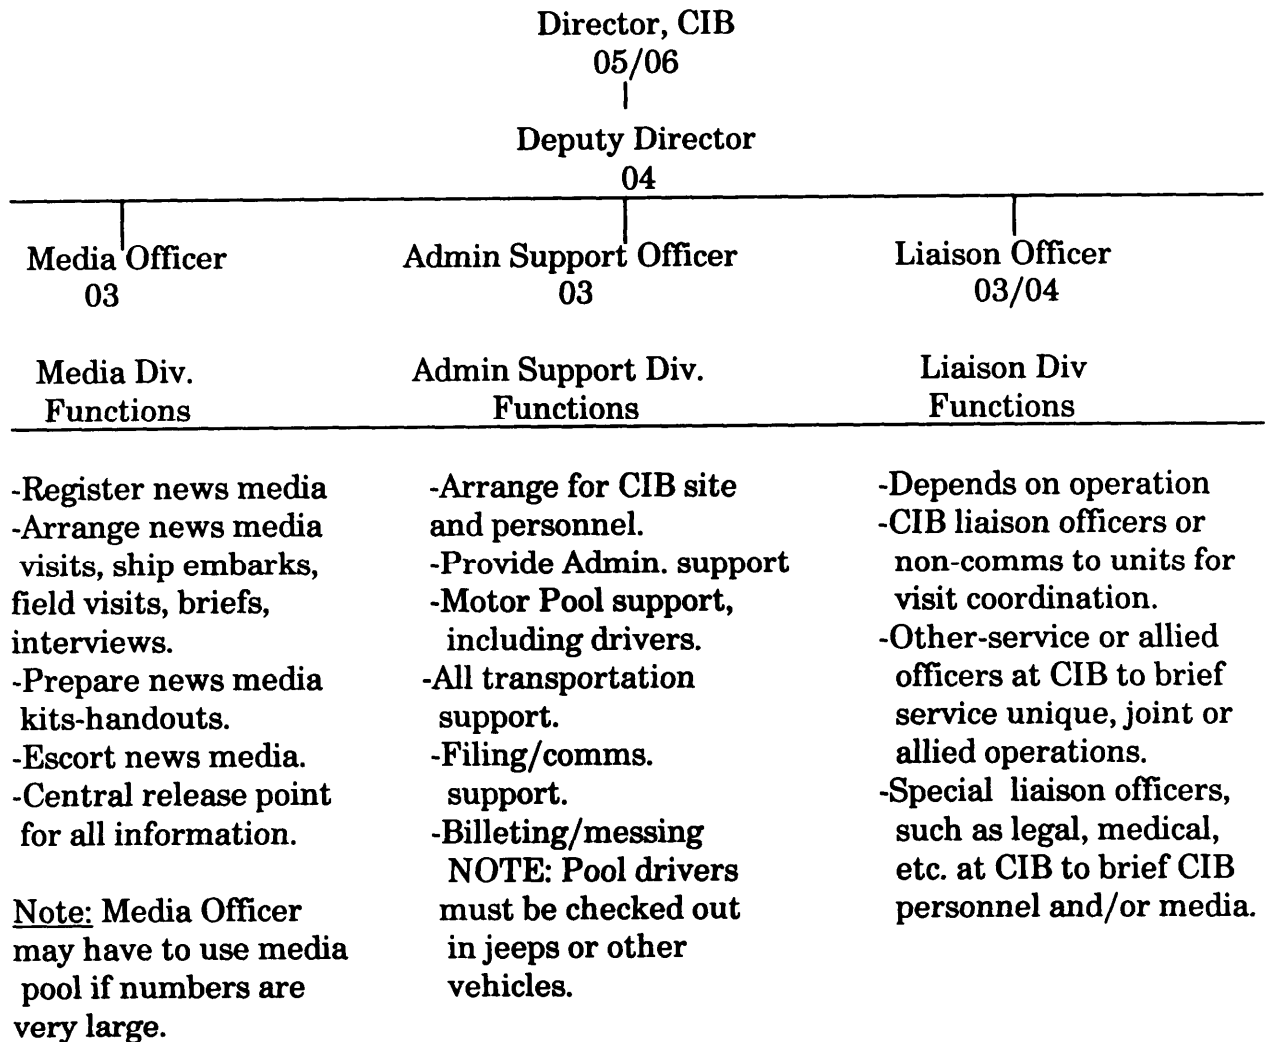 Director, CIB
05/06
Deputy Director
04
Media Officer
03
Admin Support Officer
03
Liaison Officer
03/04
Media Div.
Functions
Admin Support Div.
Functions
Liaison Div
Functions
-Register news media
-Arrange news media
visits, ship embarks,
field visits, briefs,
interviews.
-Prepare news media
kits-handouts.
-Escort news media.
-Central release point
for all information.
Note: Media Officer
may have to use media
pool if numbers are
very large.
-Arrange for CIB site
and personnel.
-Provide Admin. support
-Motor Pool support,
including drivers.
-All transportation
support.
-Filing/comms.
support.
-Billeting/messing
NOTE: Pool drivers
must be checked out
in jeeps or other
vehicles.
-Depends on operation
-CIB liaison officers or
non-comms to units for
visit coordination.
-Other-service or allied
officers at CIB to brief
service unique, joint or
allied operations.
-Special liaison officers,
such as legal, medical,
etc. at CIB to brief CIB
personnel and/or media.